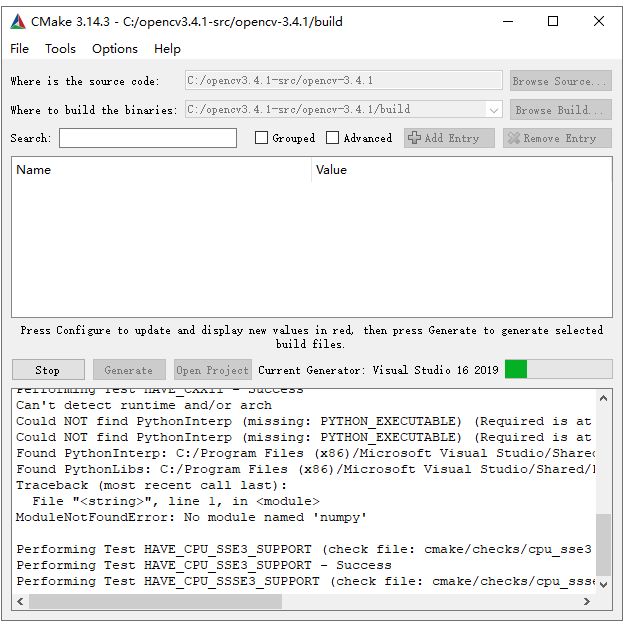 CMake 3.14.3 - C:/opencv3.4.1-src/opencv-3.4.1/build
File Tools Options Help
Where is the source code: C:/opencv3.4.1-src/opencv-3.4.1 Browse Source...
Where to build the binaries: C:/opencv3.4.1-src/opencv-3.4.1/build Browse Build...
Search: Grouped Advanced Add Entry Remove Entry
Name Value
Press Configure to update and display new values in red, then press Generate to generate selected
build files.
Stop Generate Open Project Current Generator: Visual Studio 16 2019
Performing Test HAVE_CXX11 - Success
Can't detect runtime and/or arch
Could NOT find PythonInterp (missing: PYTHON_EXECUTABLE) (Required is at
Could NOT find PythonInterp (missing: PYTHON_EXECUTABLE) (Required is at
Found PythonInterp: C:/Program Files (x86)/Microsoft Visual Studio/Shared
Found PythonLibs: C:/Program Files (x86)/Microsoft Visual Studio/Shared/
Traceback (most recent call last):
File "<string>", line 1, in <module>
ModuleNotFoundError: No module named 'numpy'
Performing Test HAVE_CPU_SSE3_SUPPORT (check file: cmake/checks/cpu_sse3
Performing Test HAVE_CPU_SSE3_SUPPORT - Success
Performing Test HAVE_CPU_SSSE3_SUPPORT (check file: cmake/checks/cpu_ssse